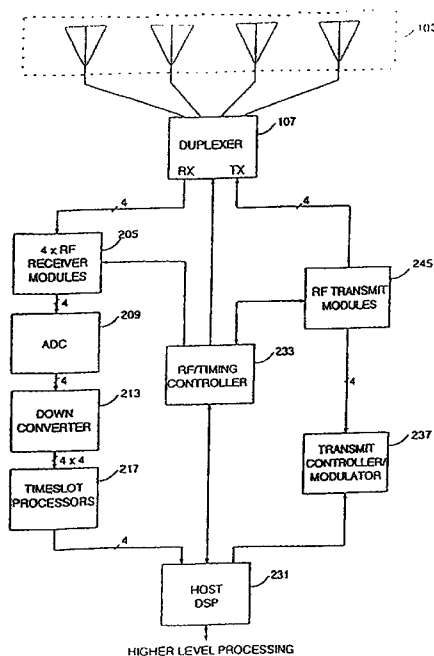 103
DUPLEXER
RX
TX
107
4
4
4 x RF
RECEIVER
MODULES
205
RF TRANSMIT
MODULES
245
4
ADC
209
RF/TIMING
CONTROLLER
233
4
4
DOWN
CONVERTER
213
TRANSMIT
CONTROLLER/
MODULATOR
237
4 x 4
TIMESLOT
PROCESSORS
217
4
HOST
DSP
231
HIGHER LEVEL PROCESSING